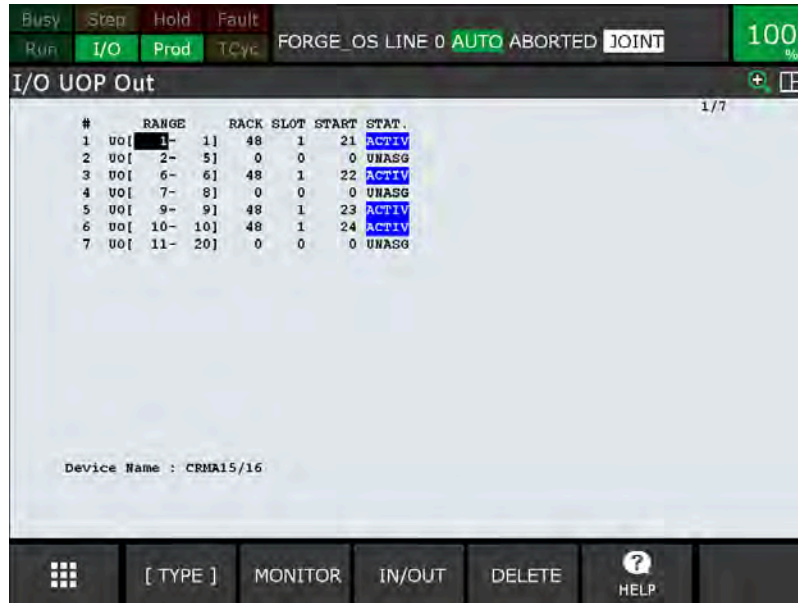 Busy Step Hold Fault
Run I/O Prod TCyc FORGE_OS LINE 0 AUTO ABORTED JOINT 100 %
I/O UOP Out
1/7
# RANGE RACK SLOT START STAT.
1 UO[ 1- 1] 48 1 21 ACTIV
2 UO[ 2- 5] 0 0 0 UNASG
3 UO[ 6- 6] 48 1 22 ACTIV
4 UO[ 7- 8] 0 0 0 UNASG
5 UO[ 9- 9] 48 1 23 ACTIV
6 UO[ 10- 10] 48 1 24 ACTIV
7 UO[ 11- 20] 0 0 0 UNASG
Device Name : CRMA15/16
[ TYPE ] MONITOR IN/OUT DELETE ? HELP